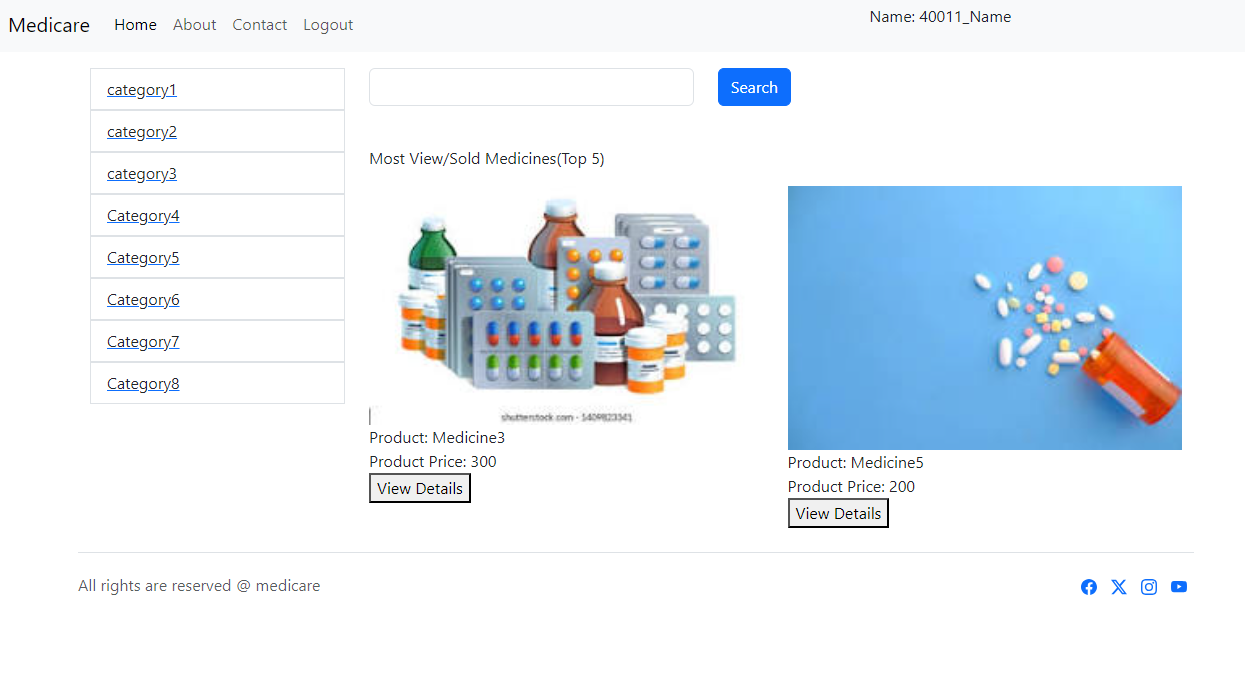 Medicare Home About Contact Logout Name: 40011_Name
category1
category2
category3
Category4
Category5
Category6
Category7
Category8
Search
Most View/Sold Medicines(Top 5)
shutterstock.com · 1409823341
Product: Medicine3
Product Price: 300
View Details
Product: Medicine5
Product Price: 200
View Details
All rights are reserved @ medicare